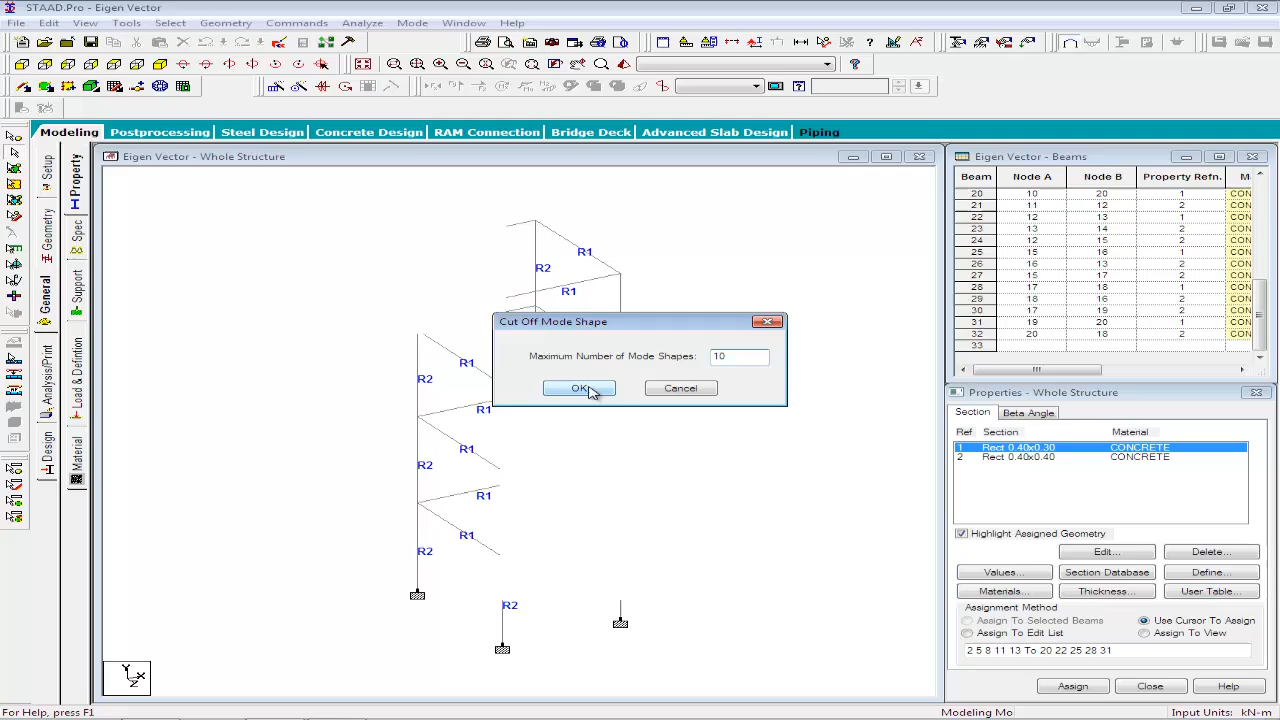 STAAD.Pro - Eigen Vector
File Edit View Tools Select Geometry Commands Analyze Mode Window Help
Modeling Postprocessing Steel Design Concrete Design RAM Connection Bridge Deck Advanced Slab Design Piping
Setup
Geometry
General
Analysis/Print
Design
Property
Spec
Support
Load & Definition
Material
Eigen Vector - Whole Structure
R1
R2
R1
R1
R2
R1
R1
R2
R1
R1
R2
R2
Y
X
Z
Cut Off Mode Shape
Maximum Number of Mode Shapes: 10
OK Cancel
Eigen Vector - Beams
Beam Node A Node B Property Refn. M
20 10 20 1 CON
21 11 12 2 CON
22 12 13 1 CON
23 13 14 2 CON
24 12 15 2 CON
25 15 16 1 CON
26 16 13 2 CON
27 15 17 2 CON
28 17 18 1 CON
29 18 16 2 CON
30 17 19 2 CON
31 19 20 1 CON
32 20 18 2 CON
33
Properties - Whole Structure
Section Beta Angle
Ref Section Material
1 Rect 0.40x0.30 CONCRETE
2 Rect 0.40x0.40 CONCRETE
Highlight Assigned Geometry
Edit... Delete...
Values... Section Database Define...
Materials... Thickness... User Table...
Assignment Method
Assign To Selected Beams Use Cursor To Assign
Assign To Edit List Assign To View
2 5 8 11 13 To 20 22 25 28 31
Assign Close Help
For Help, press F1 Modeling Mo Input Units: kN-m